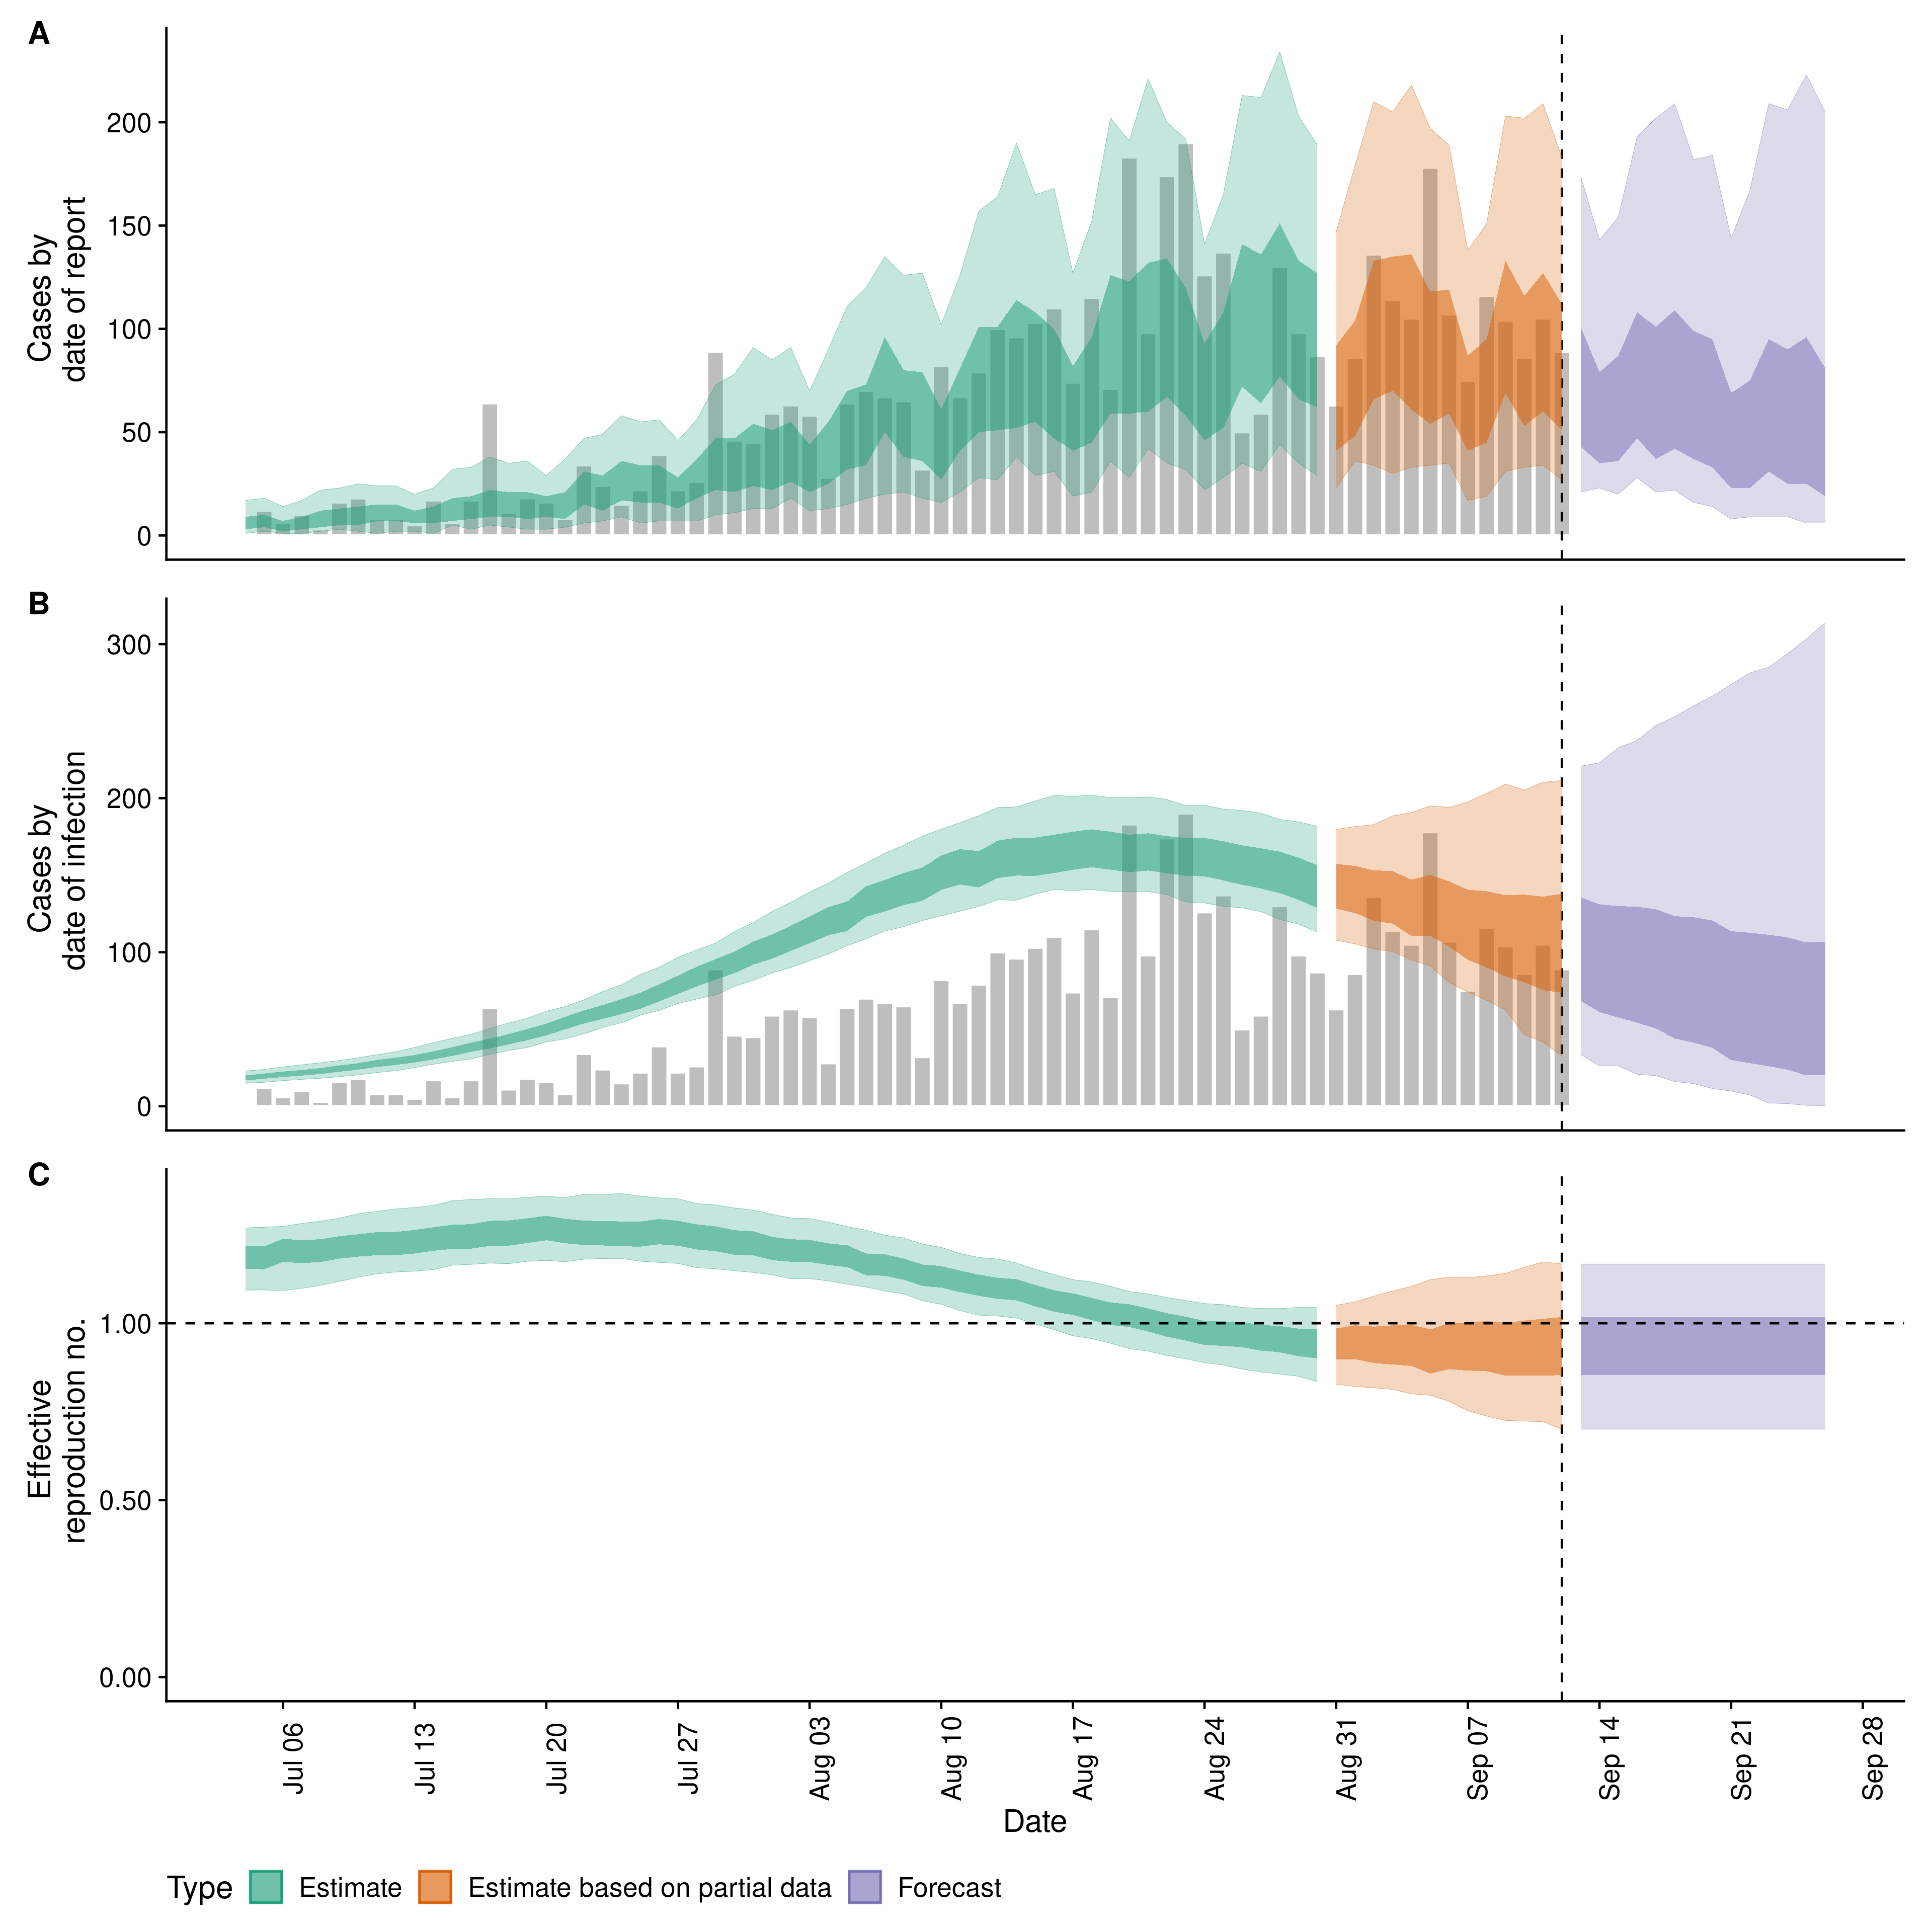 A
Cases by
date of report
200
150
100
50
0
B
Cases by
date of infection
300
200
100
0
C
Effective
reproduction no.
1.00
0.50
0.00
Jul 06
Jul 13
Jul 20
Jul 27
Aug 03
Aug 10
Aug 17
Aug 24
Aug 31
Sep 07
Sep 14
Sep 21
Sep 28
Date
Type Estimate Estimate based on partial data Forecast